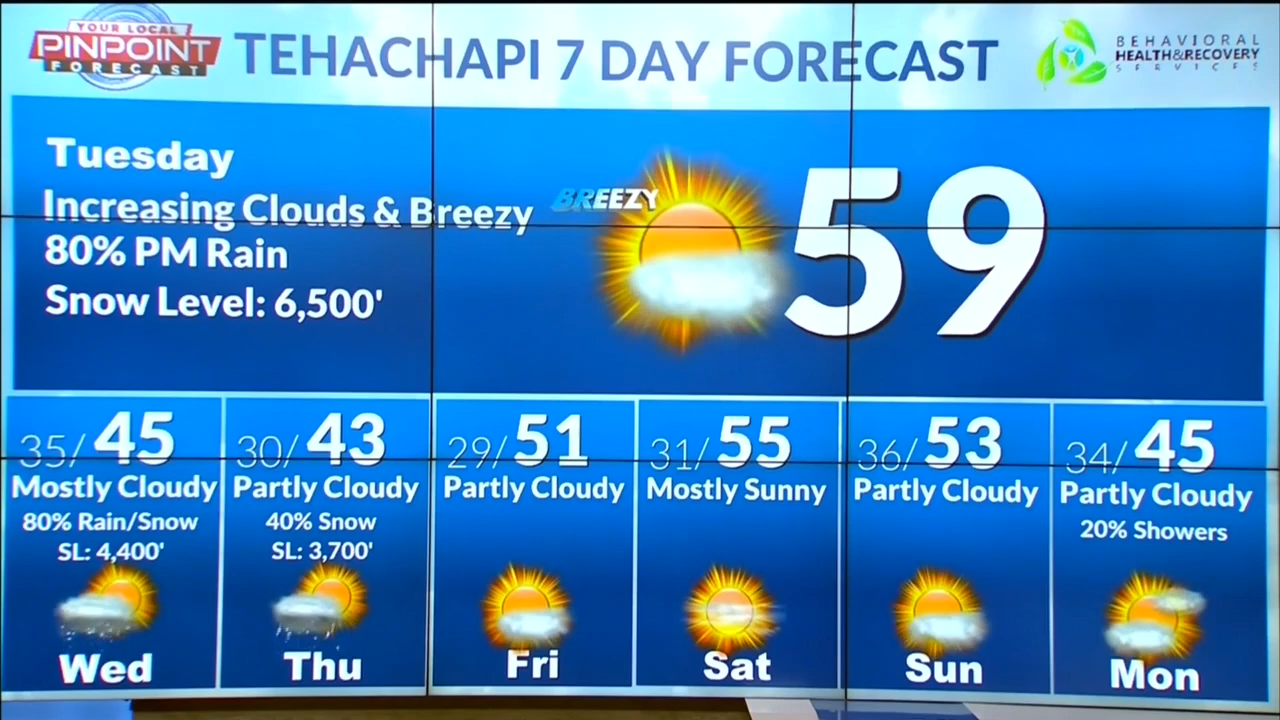 YOUR LOCAL
PINPOINT
FORECAST
TEHACHAPI 7 DAY FORECAST
BEHAVIORAL
HEALTH&RECOVERY
SERVICES
Tuesday
Increasing Clouds & Breezy
80% PM Rain
Snow Level: 6,500'
BREEZY
59
35/45
Mostly Cloudy
80% Rain/Snow
SL: 4,400'
Wed
30/43
Partly Cloudy
40% Snow
SL: 3,700'
Thu
29/51
Partly Cloudy
Fri
31/55
Mostly Sunny
Sat
36/53
Partly Cloudy
Sun
34/45
Partly Cloudy
20% Showers
Mon